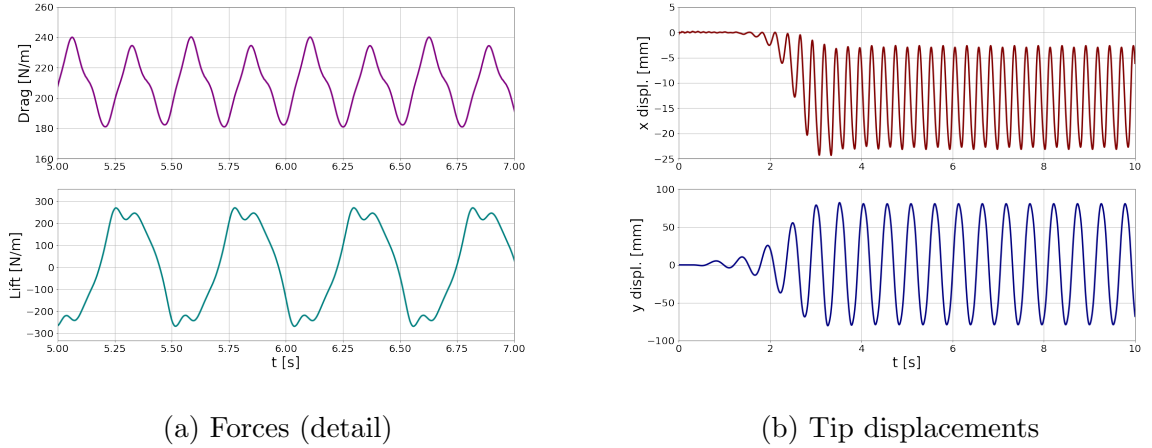 260
240
220
200
180
160
Drag [N/m]
5.00 5.25 5.50 5.75 6.00 6.25 6.50 6.75 7.00
300
200
100
0
−100
−200
−300
Lift [N/m]
5.00 5.25 5.50 5.75 6.00 6.25 6.50 6.75 7.00
t [s]
(a) Forces (detail)
5
0
−5
−10
−15
−20
−25
x displ. [mm]
0 2 4 6 8 10
100
50
0
−50
−100
y displ. [mm]
0 2 4 6 8 10
t [s]
(b) Tip displacements